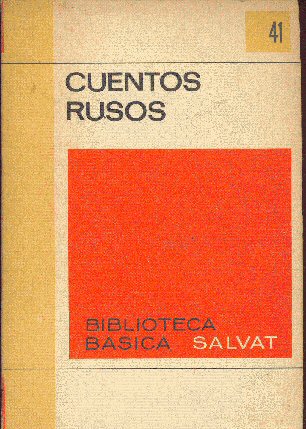 41
CUENTOS
RUSOS
BIBLIOTECA
BASICA SALVAT